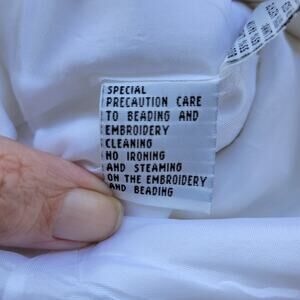 SPECIAL
PRECAUTION CARE
TO BEADING AND
EMBROIDERY
CLEANING
NO IRONING
AND STEAMING
ON THE EMBROIDERY
AND BEADING